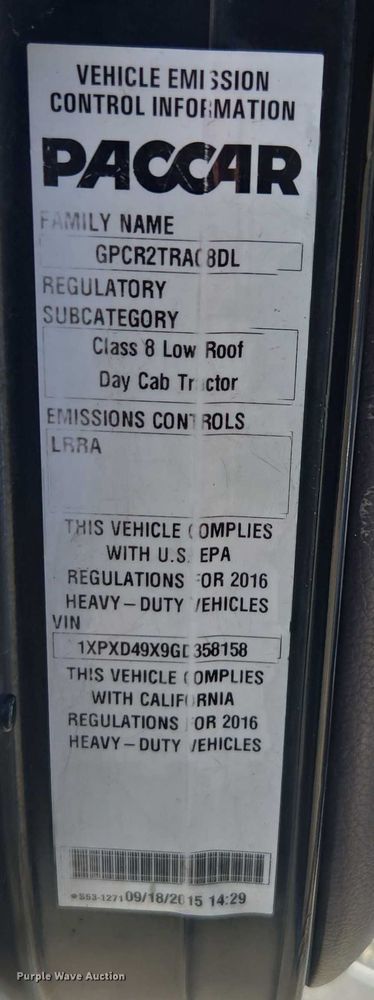 VEHICLE EMISSION
CONTROL INFORMATION
PACCAR
FAMILY NAME
GPCR2TRAC8DL
REGULATORY
SUBCATEGORY
Class 8 Low Roof
Day Cab Tractor
EMISSIONS CONTROLS
LRRA
THIS VEHICLE COMPLIES
WITH U.S. EPA
REGULATIONS FOR 2016
HEAVY-DUTY VEHICLES
VIN
1XPXD49X9GD358158
THIS VEHICLE COMPLIES
WITH CALIFORNIA
REGULATIONS FOR 2016
HEAVY-DUTY VEHICLES
*S53-1271 09/18/2015 14:29
Purple Wave Auction